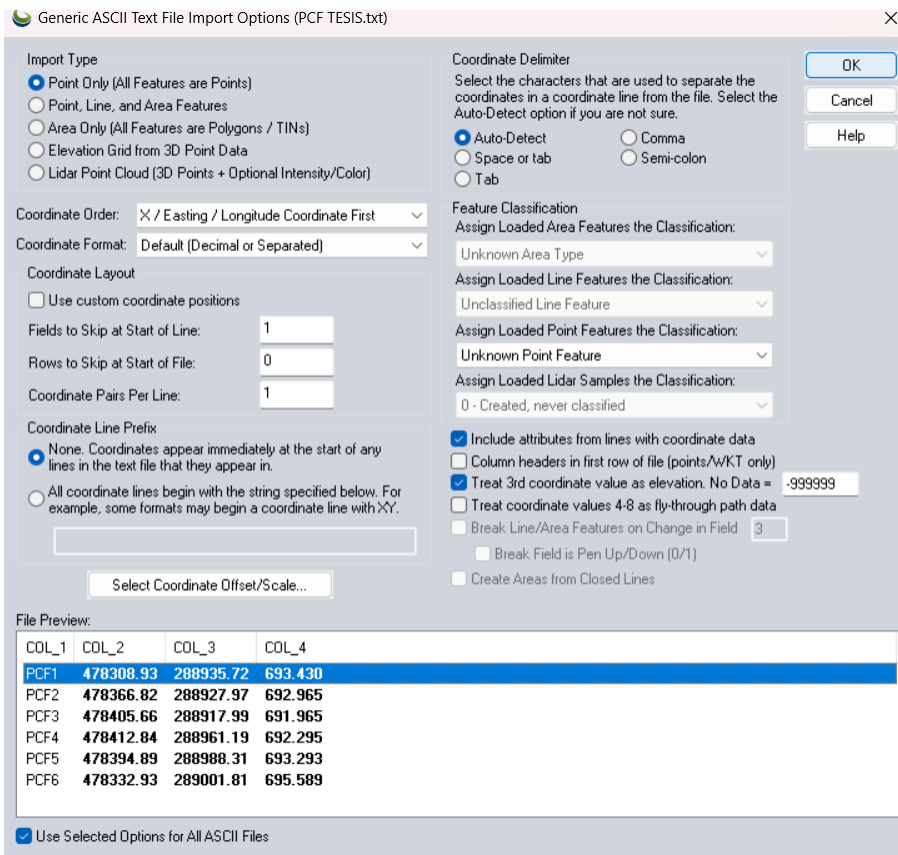 Generic ASCII Text File Import Options (PCF TESIS.txt)
Import Type
Point Only (All Features are Points)
Point, Line, and Area Features
Area Only (All Features are Polygons / TINs)
Elevation Grid from 3D Point Data
Lidar Point Cloud (3D Points + Optional Intensity/Color)
Coordinate Order: X / Easting / Longitude Coordinate First
Coordinate Format: Default (Decimal or Separated)
Coordinate Layout
Use custom coordinate positions
Fields to Skip at Start of Line: 1
Rows to Skip at Start of File: 0
Coordinate Pairs Per Line: 1
Coordinate Line Prefix
None. Coordinates appear immediately at the start of any
lines in the text file that they appear in.
All coordinate lines begin with the string specified below. For
example, some formats may begin a coordinate line with XY.
Select Coordinate Offset/Scale...
Coordinate Delimiter
Select the characters that are used to separate the
coordinates in a coordinate line from the file. Select the
Auto-Detect option if you are not sure.
Auto-Detect Comma
Space or tab Semi-colon
Tab
OK
Cancel
Help
Feature Classification
Assign Loaded Area Features the Classification:
Unknown Area Type
Assign Loaded Line Features the Classification:
Unclassified Line Feature
Assign Loaded Point Features the Classification:
Unknown Point Feature
Assign Loaded Lidar Samples the Classification:
0 - Created, never classified
Include attributes from lines with coordinate data
Column headers in first row of file (points/WKT only)
Treat 3rd coordinate value as elevation. No Data = -999999
Treat coordinate values 4-8 as fly-through path data
Break Line/Area Features on Change in Field 3
Break Field is Pen Up/Down (0/1)
Create Areas from Closed Lines
File Preview:
COL_1 COL_2 COL_3 COL_4
PCF1 478308.93 288935.72 693.430
PCF2 478366.82 288927.97 692.965
PCF3 478405.66 288917.99 691.965
PCF4 478412.84 288961.19 692.295
PCF5 478394.89 288988.31 693.293
PCF6 478332.93 289001.81 695.589
Use Selected Options for All ASCII Files